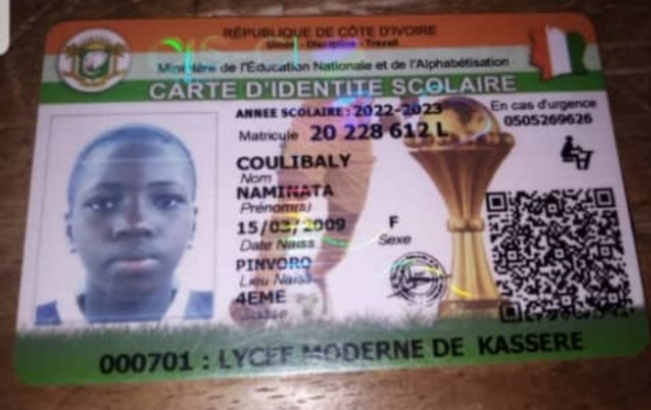 RÉPUBLIQUE DE CÔTE D'IVOIRE
Union - Discipline - Travail
Ministère de l'Éducation Nationale et de l'Alphabétisation
CARTE D'IDENTITÉ SCOLAIRE
ANNEE SCOLAIRE : 2022-2023
En cas d'urgence
0505269626
Matricule 20 228 612 L
COULIBALY
Nom
NAMINATA
Prénom(s)
15/03/2009 F
Date Naiss. Sexe
PINVORO
Lieu Naiss.
4EME
Classe
000701 : LYCEE MODERNE DE KASSERE